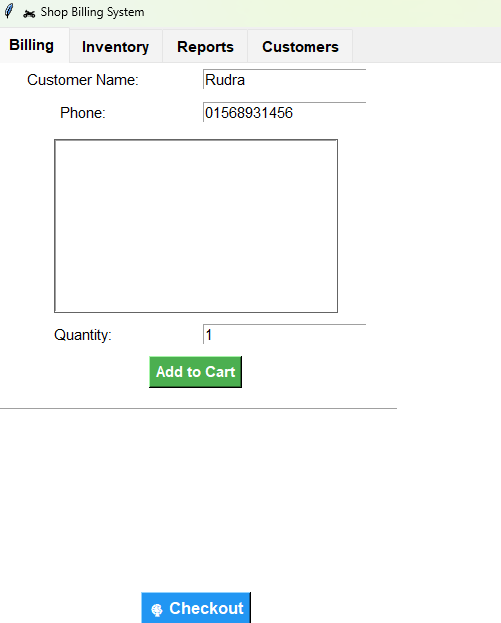 Shop Billing System
Billing Inventory Reports Customers
Customer Name: Rudra
Phone: 01568931456
Quantity: 1
Add to Cart
Checkout